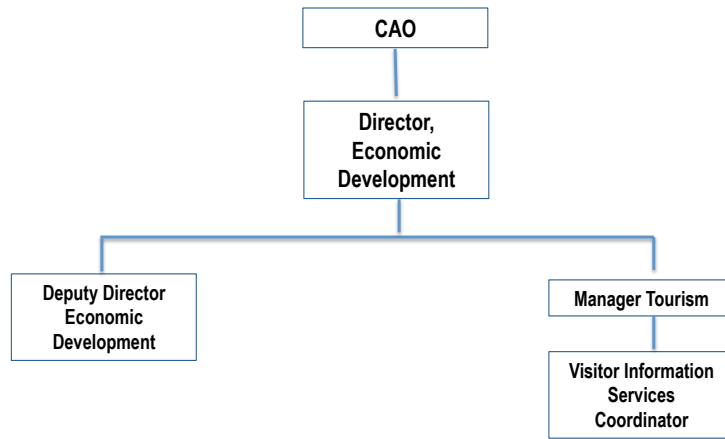 CAO
Director,
Economic
Development
Deputy Director
Economic
Development
Manager Tourism
Visitor Information
Services
Coordinator